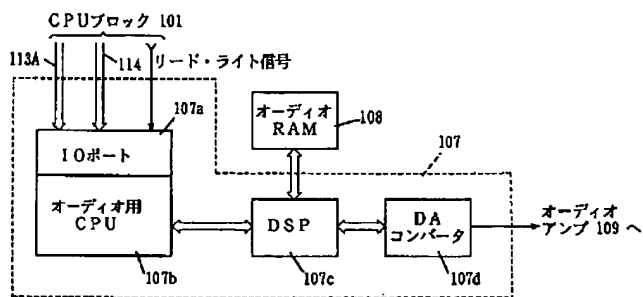 CPUブロック 101
113A
114
リード・ライト信号
107a
IOポート
オーディオ用
CPU
107b
オーディオ
RAM
108
107
DSP
107c
DA
コンバータ
107d
オーディオ
アンプ 109 へ